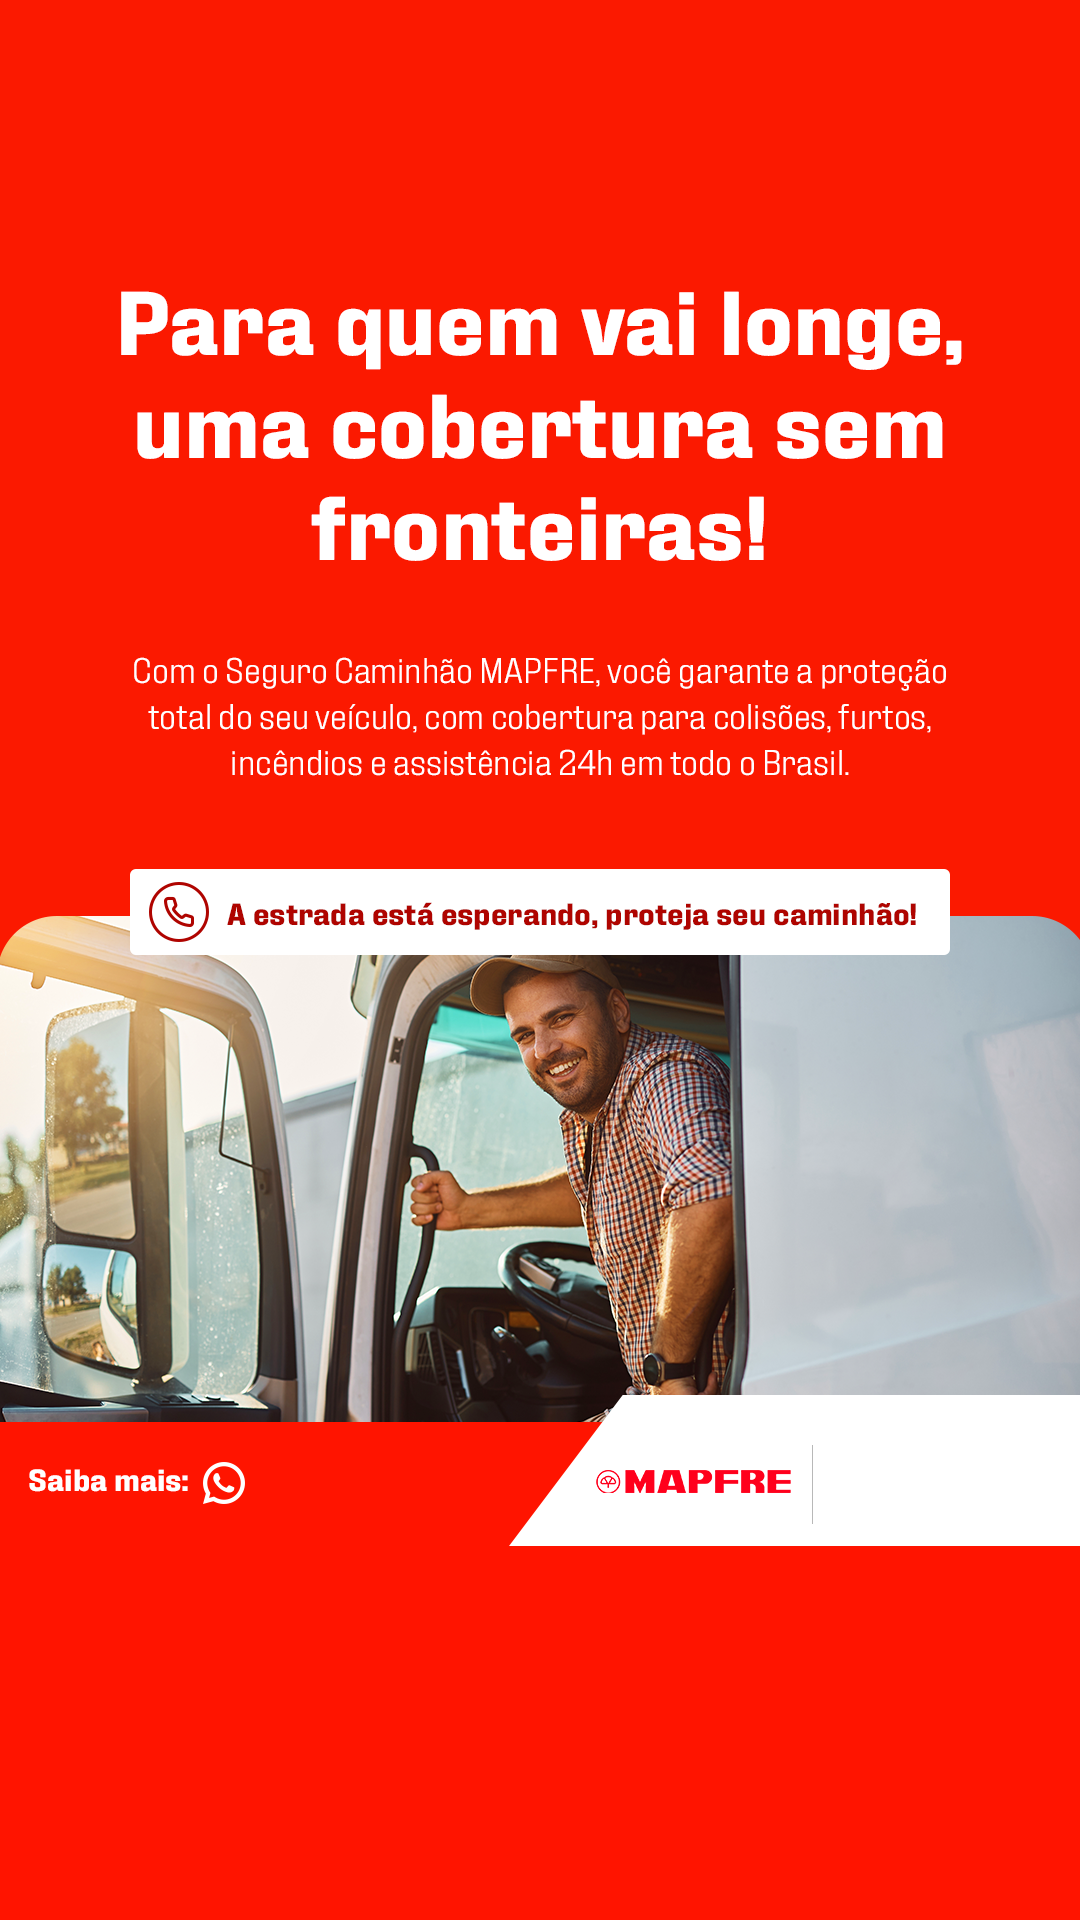 Para quem vai longe,
uma cobertura sem
fronteiras!
Com o Seguro Caminhão MAPFRE, você garante a proteção
total do seu veículo, com cobertura para colisões, furtos,
incêndios e assistência 24h em todo o Brasil.
A estrada está esperando, proteja seu caminhão!
Saiba mais:
MAPFRE